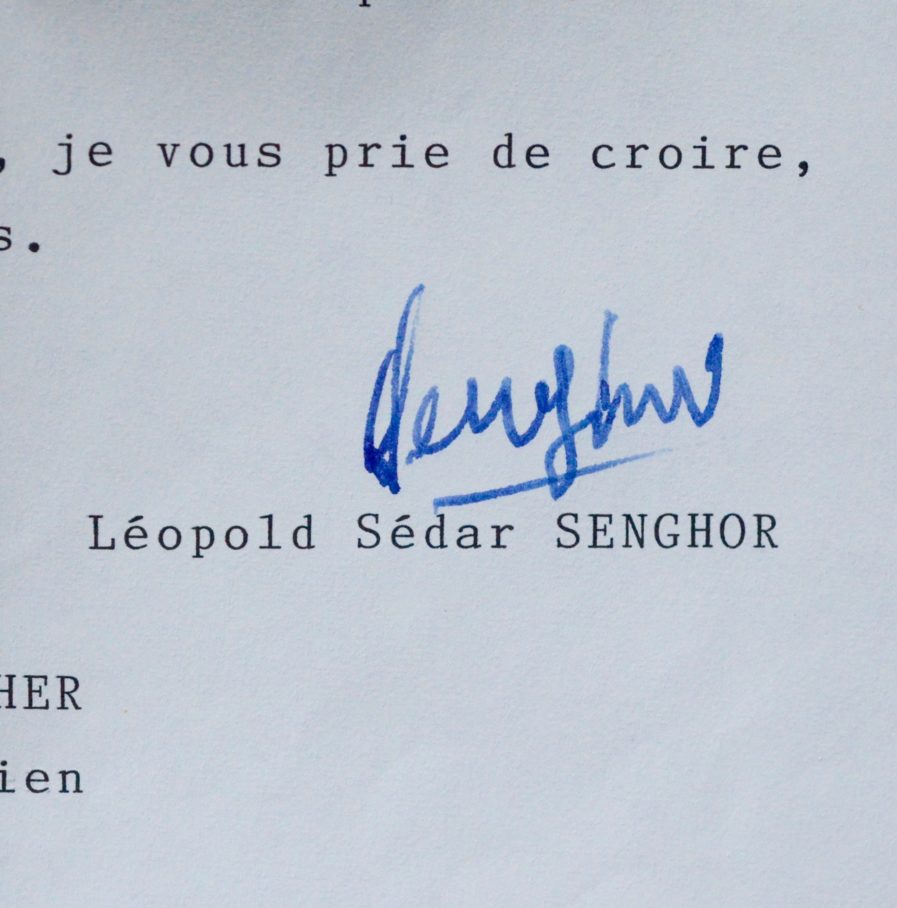 , je vous prie de croire,
s.
Senghor
Léopold Sédar SENGHOR
HER
ien